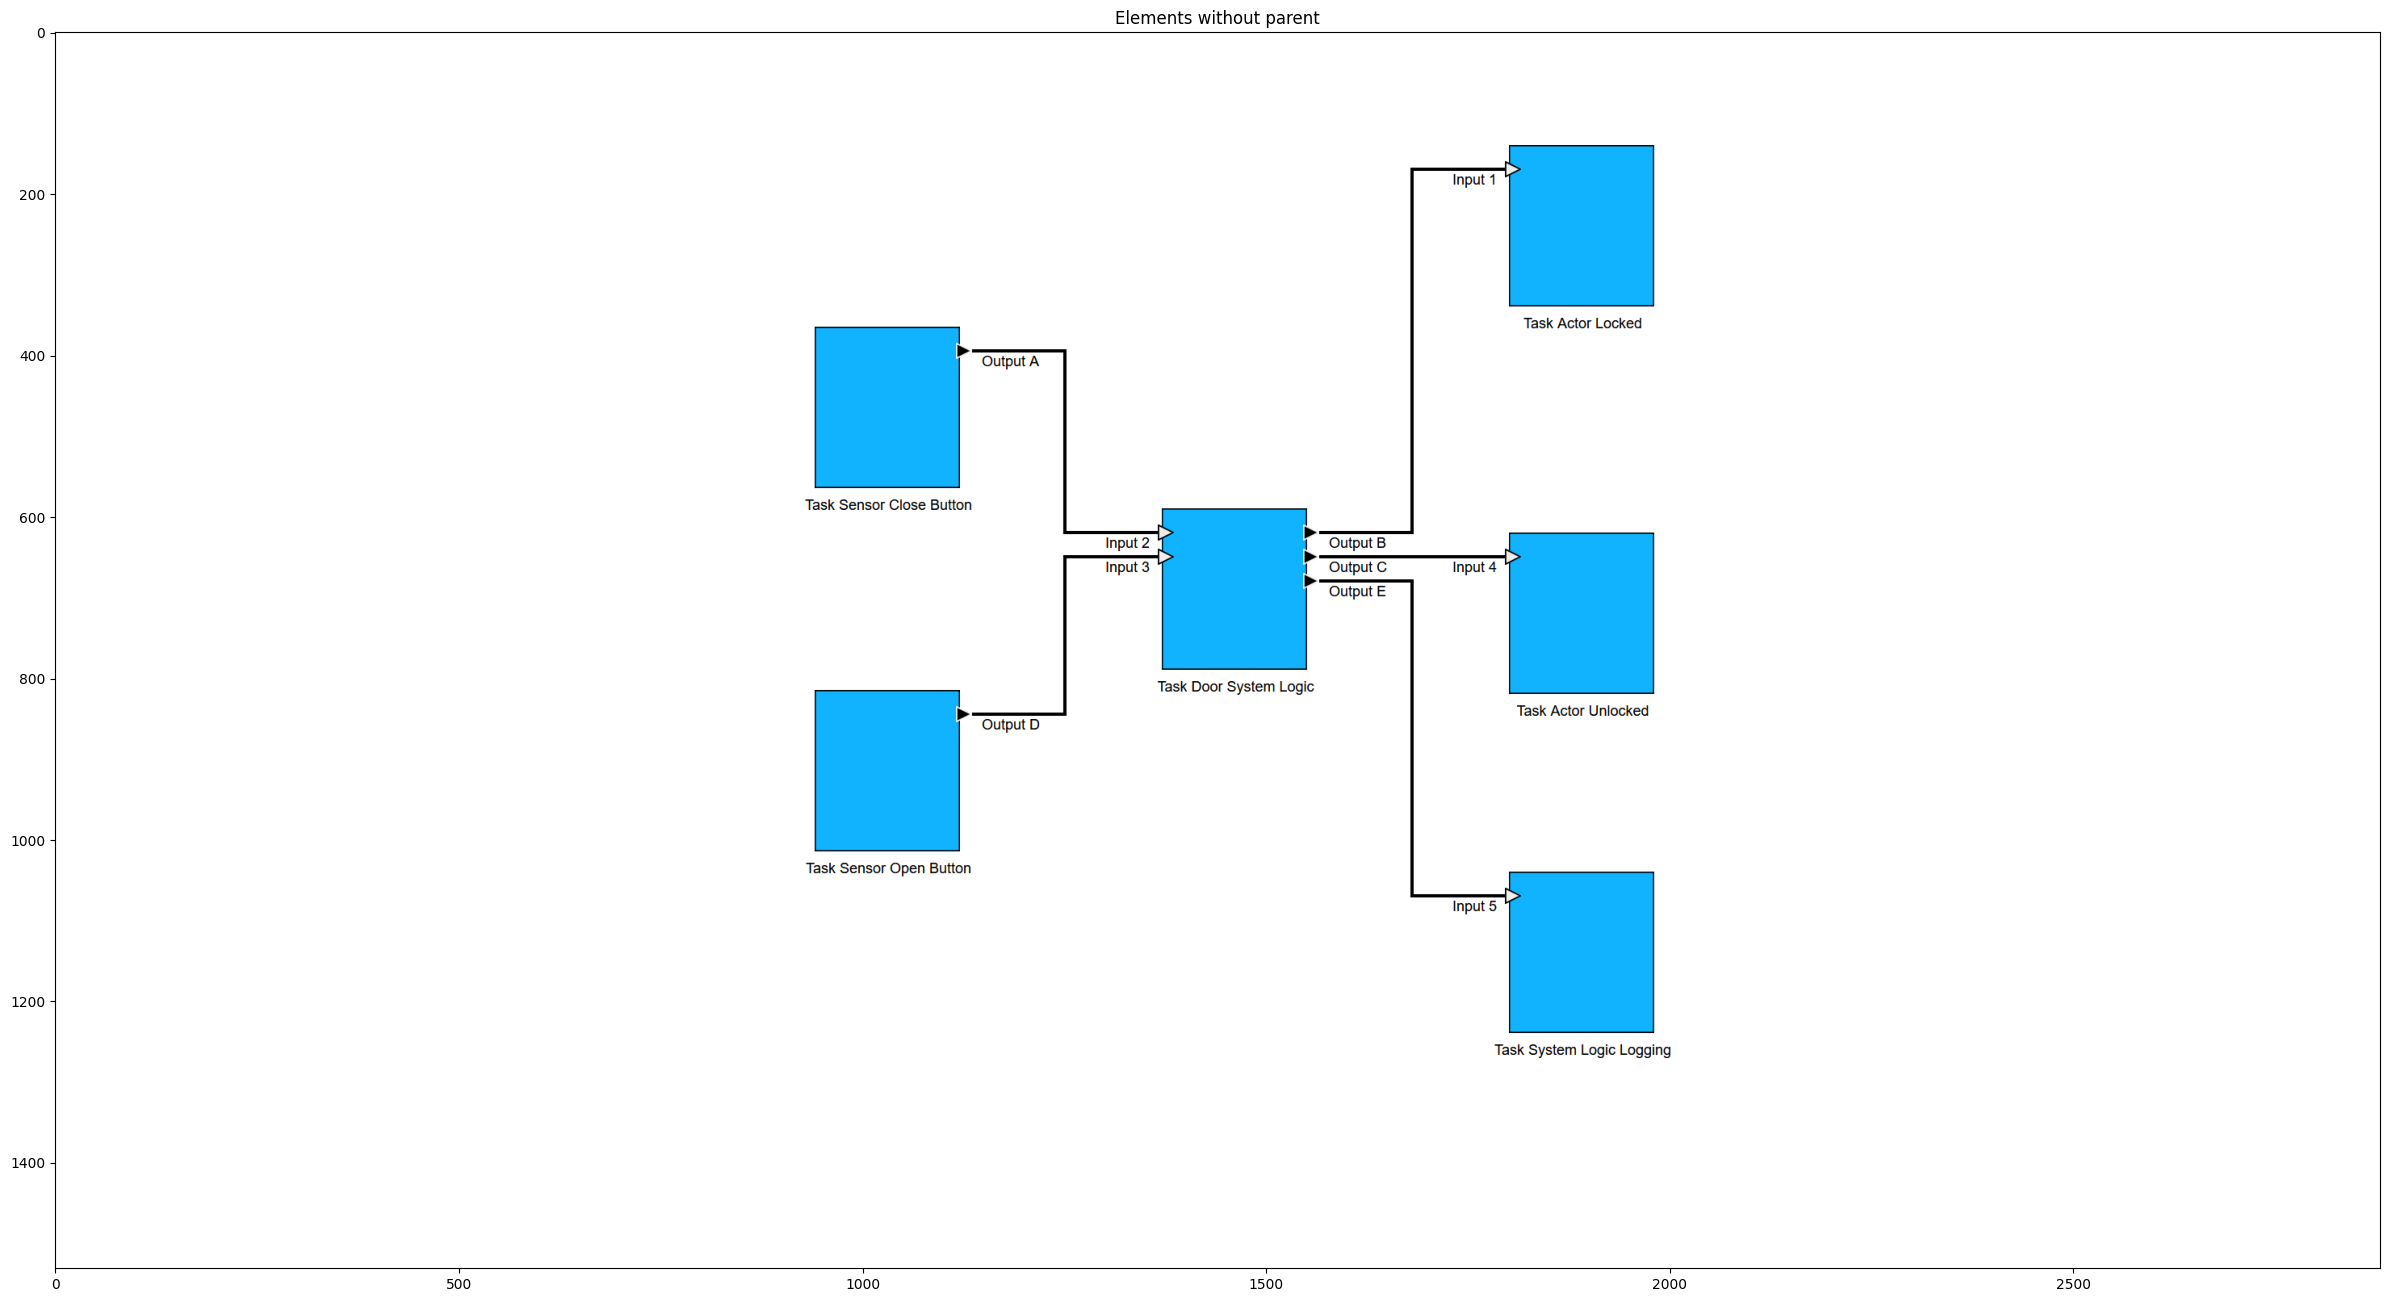 Elements without parent
0
200
400
600
800
1000
1200
1400
Input 1
Task Actor Locked
Output A
Task Sensor Close Button
Input 2
Output B
Input 3
Output C
Input 4
Output E
Task Door System Logic
Task Actor Unlocked
Output D
Task Sensor Open Button
Input 5
Task System Logic Logging
0
500
1000
1500
2000
2500